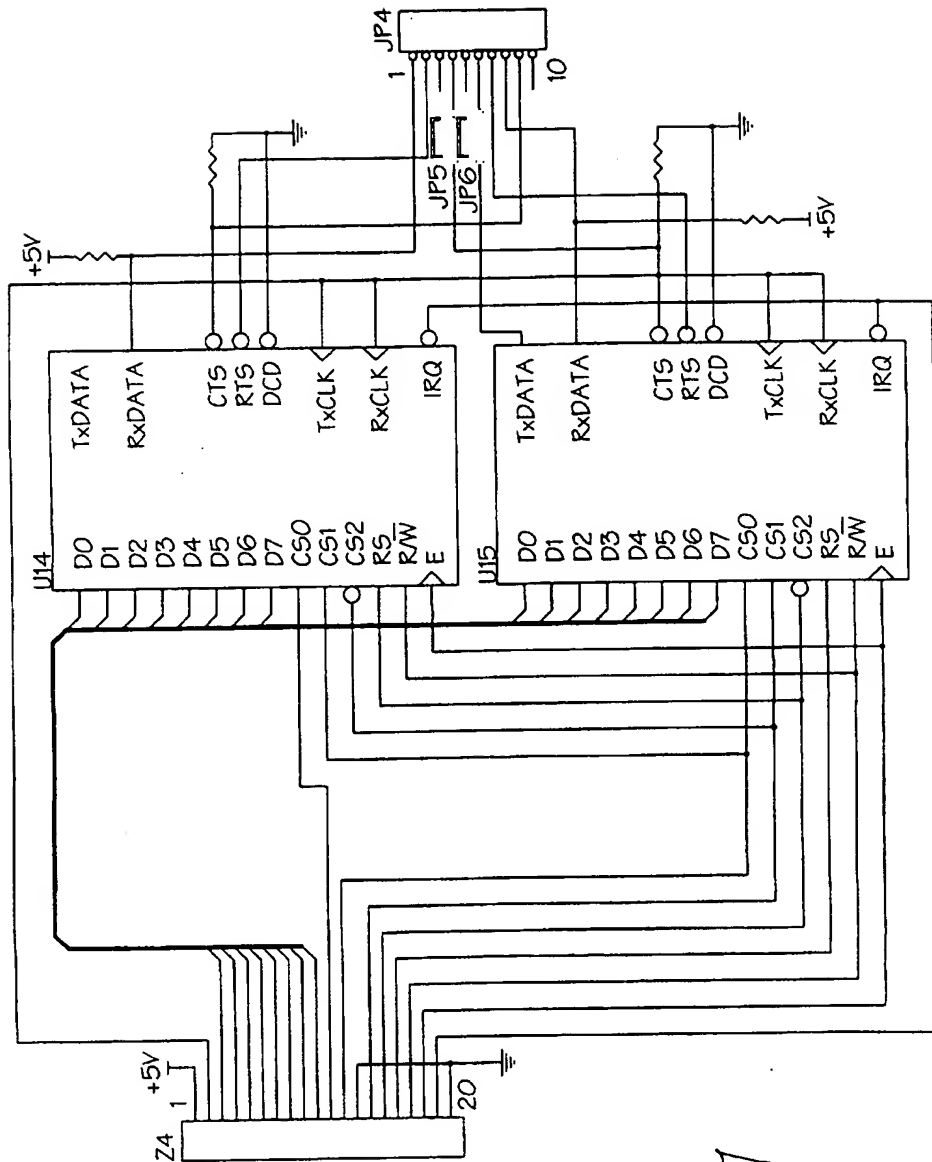 JP4
1
10
+5V
JP5
JP6
+5V
U14
TxDATA
RxDATA
CTS
RTS
DCD
TxCLK
RxCLK
IRQ
D0
D1
D2
D3
D4
D5
D6
D7
CS0
CS1
CS2
RS
R/W̅
E
U15
TxDATA
RxDATA
CTS
RTS
DCD
TxCLK
RxCLK
IRQ
D0
D1
D2
D3
D4
D5
D6
D7
CS0
CS1
CS2
RS
R/W̅
E
Z4
1
+5V
20